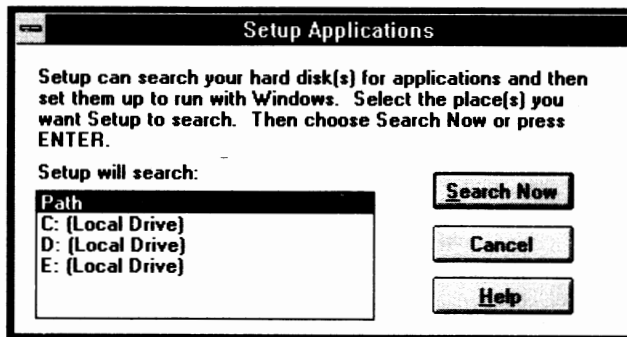 Setup Applications
Setup can search your hard disk(s) for applications and then
set them up to run with Windows. Select the place(s) you
want Setup to search. Then choose Search Now or press
ENTER.
Setup will search:
Path
C: (Local Drive)
D: (Local Drive)
E: (Local Drive)
Search Now
Cancel
Help